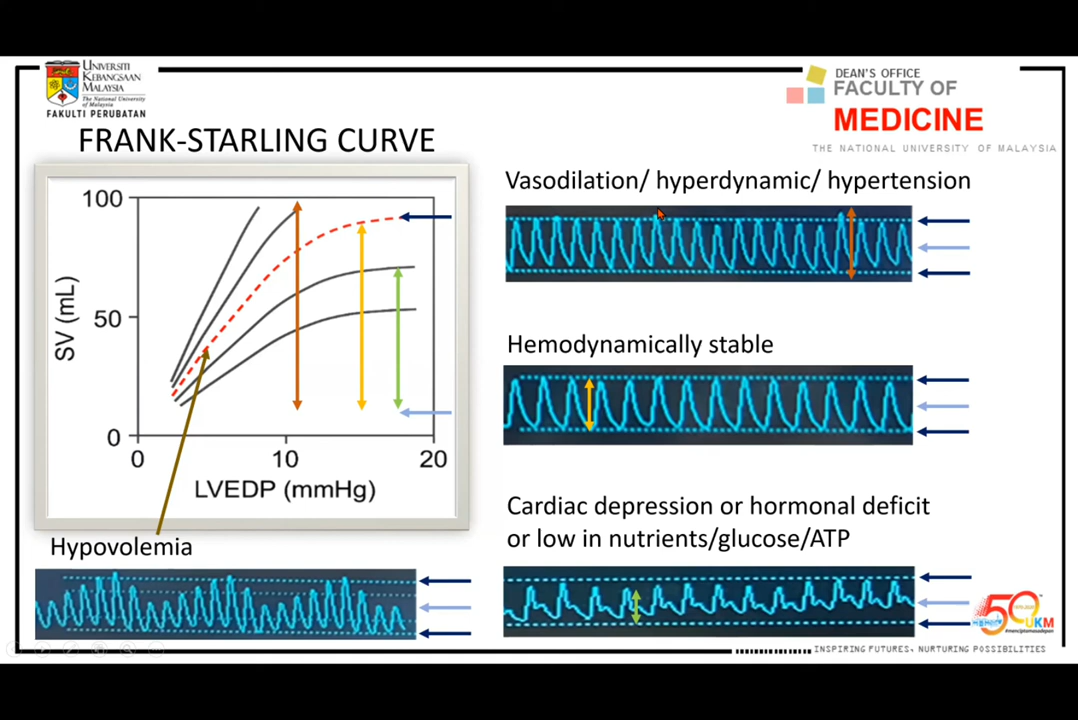 UNIVERSITI
KEBANGSAAN
MALAYSIA
The National University
of Malaysia
FAKULTI PERUBATAN
DEAN'S OFFICE
FACULTY OF
MEDICINE
THE NATIONAL UNIVERSITY OF MALAYSIA
FRANK-STARLING CURVE
100
50
0
SV (mL)
0 10 20
LVEDP (mmHg)
Hypovolemia
Vasodilation/ hyperdynamic/ hypertension
Hemodynamically stable
Cardiac depression or hormonal deficit
or low in nutrients/glucose/ATP
50
UKM
INSPIRING FUTURES, NURTURING POSSIBILITIES